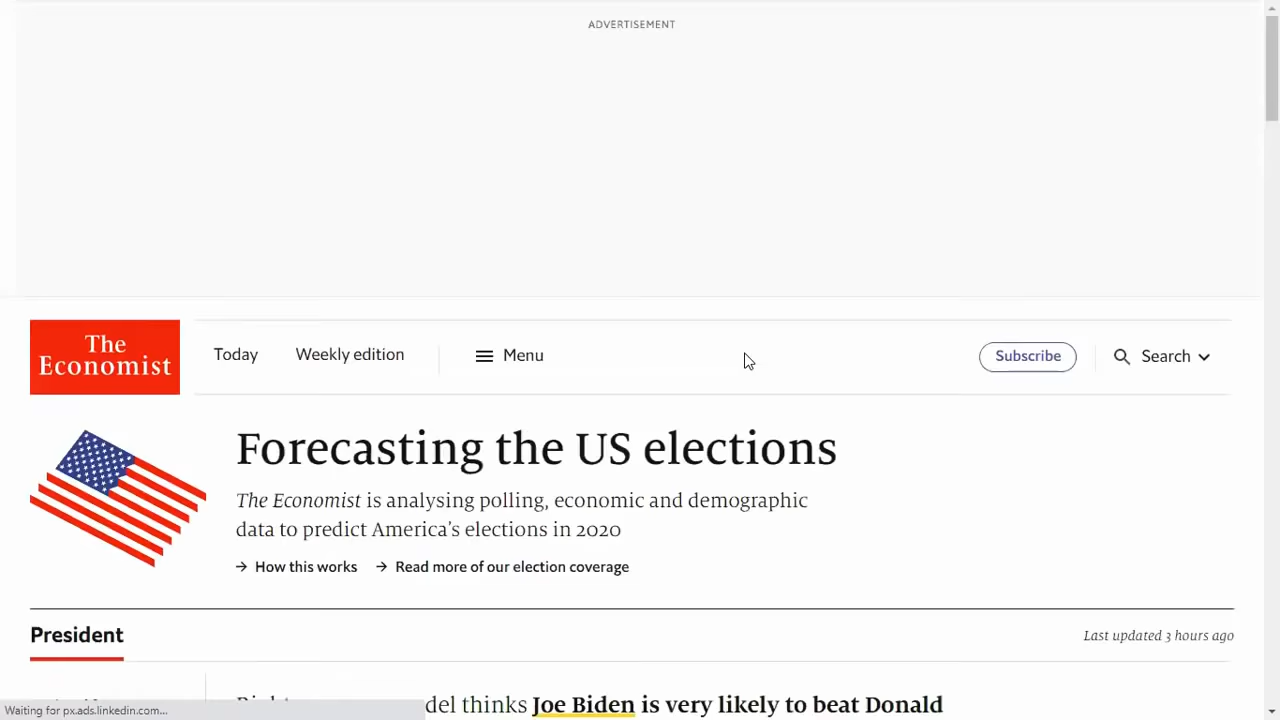 ADVERTISEMENT
The
Economist
Today
Weekly edition
Menu
Subscribe
Search
Forecasting the US elections
The Economist is analysing polling, economic and demographic
data to predict America's elections in 2020
→ How this works → Read more of our election coverage
President
Last updated 3 hours ago
thinks Joe Biden is very likely to beat Donald
Waiting for px.ads.linkedin.com...